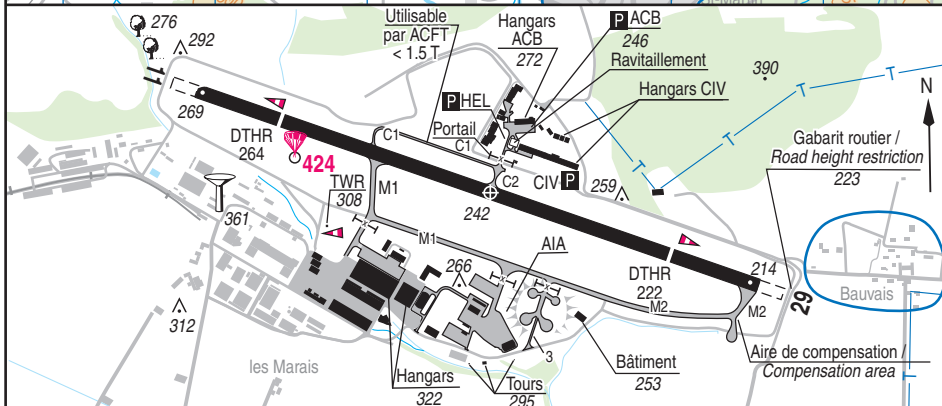 276
292
Utilisable
par ACFT
< 1.5 T
Hangars
ACB
272
P ACB
246
Ravitaillement
390
Hangars CIV
N
269
P HEL
Portail
C1
C1
DTHR
264
424
Gabarit routier /
Road height restriction
223
C2
CIV P
259
M1
TWR
308
361
242
M1
AIA
266
DTHR
222
214
29
Bauvais
M2
M2
312
les Marais
3
Hangars
322
Tours
295
Bâtiment
253
Aire de compensation /
Compensation area